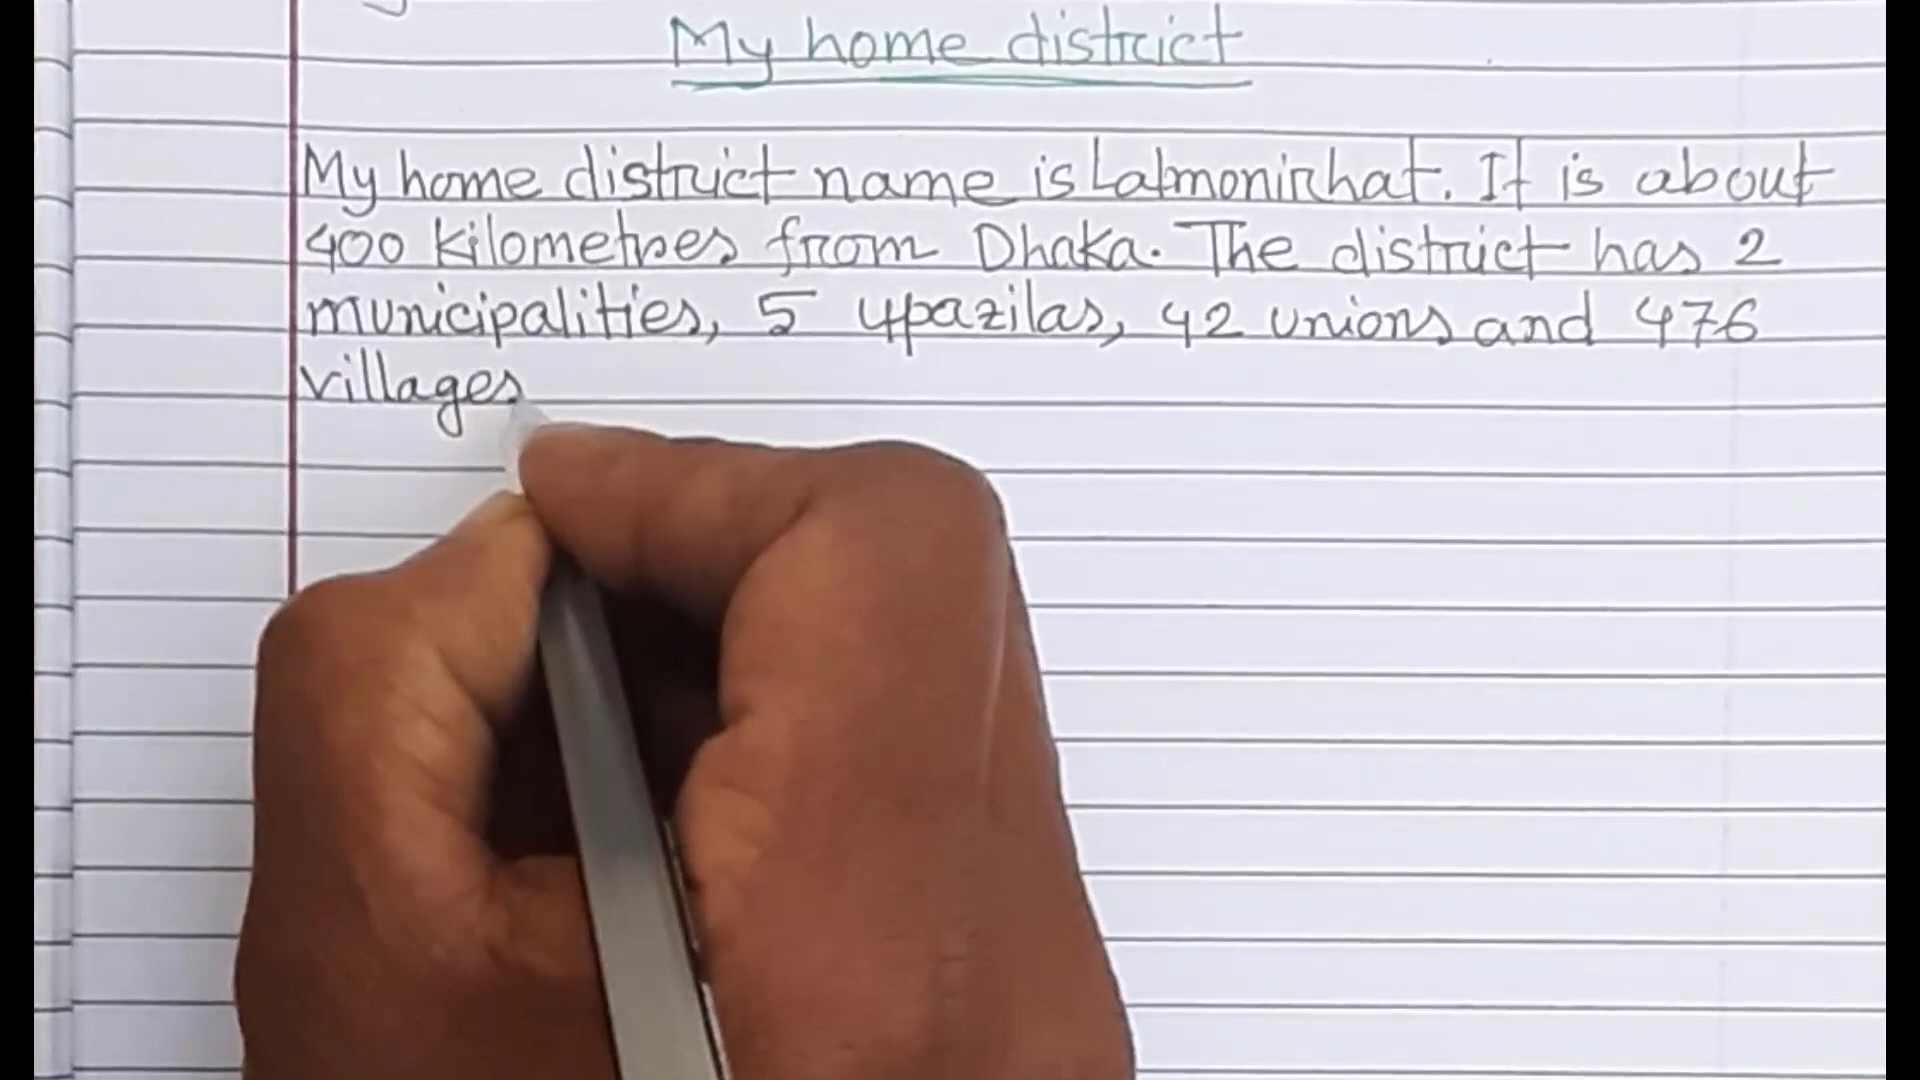 My home district
My home district name is Lalmonirhat. It is about
400 kilometres from Dhaka. The district has 2
municipalities, 5 upazilas, 42 unions and 476
villages